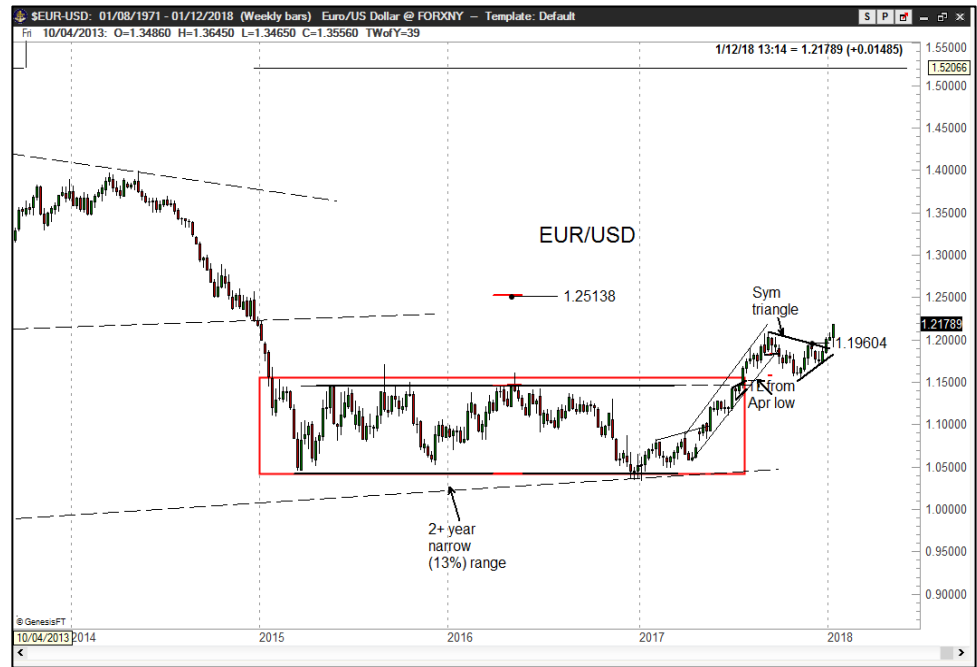 $EUR-USD: 01/08/1971 - 01/12/2018 (Weekly bars) Euro/US Dollar @ FORXNY – Template: Default
S P
Fri 10/04/2013: O=1.34860 H=1.36450 L=1.34650 C=1.35560 TWofY=39
1/12/18 13:14 = 1.21789 (+0.01485)
1.55000
1.52066
1.50000
1.45000
1.40000
1.35000
EUR/USD
1.30000
1.25138
1.25000
Sym
triangle
1.21789
1.20000
1.19604
1.15000
TL from
Apr low
1.10000
1.05000
1.00000
2+ year
narrow
(13%) range
0.95000
0.90000
© GenesisFT
10/04/2013 2014 2015 2016 2017 2018